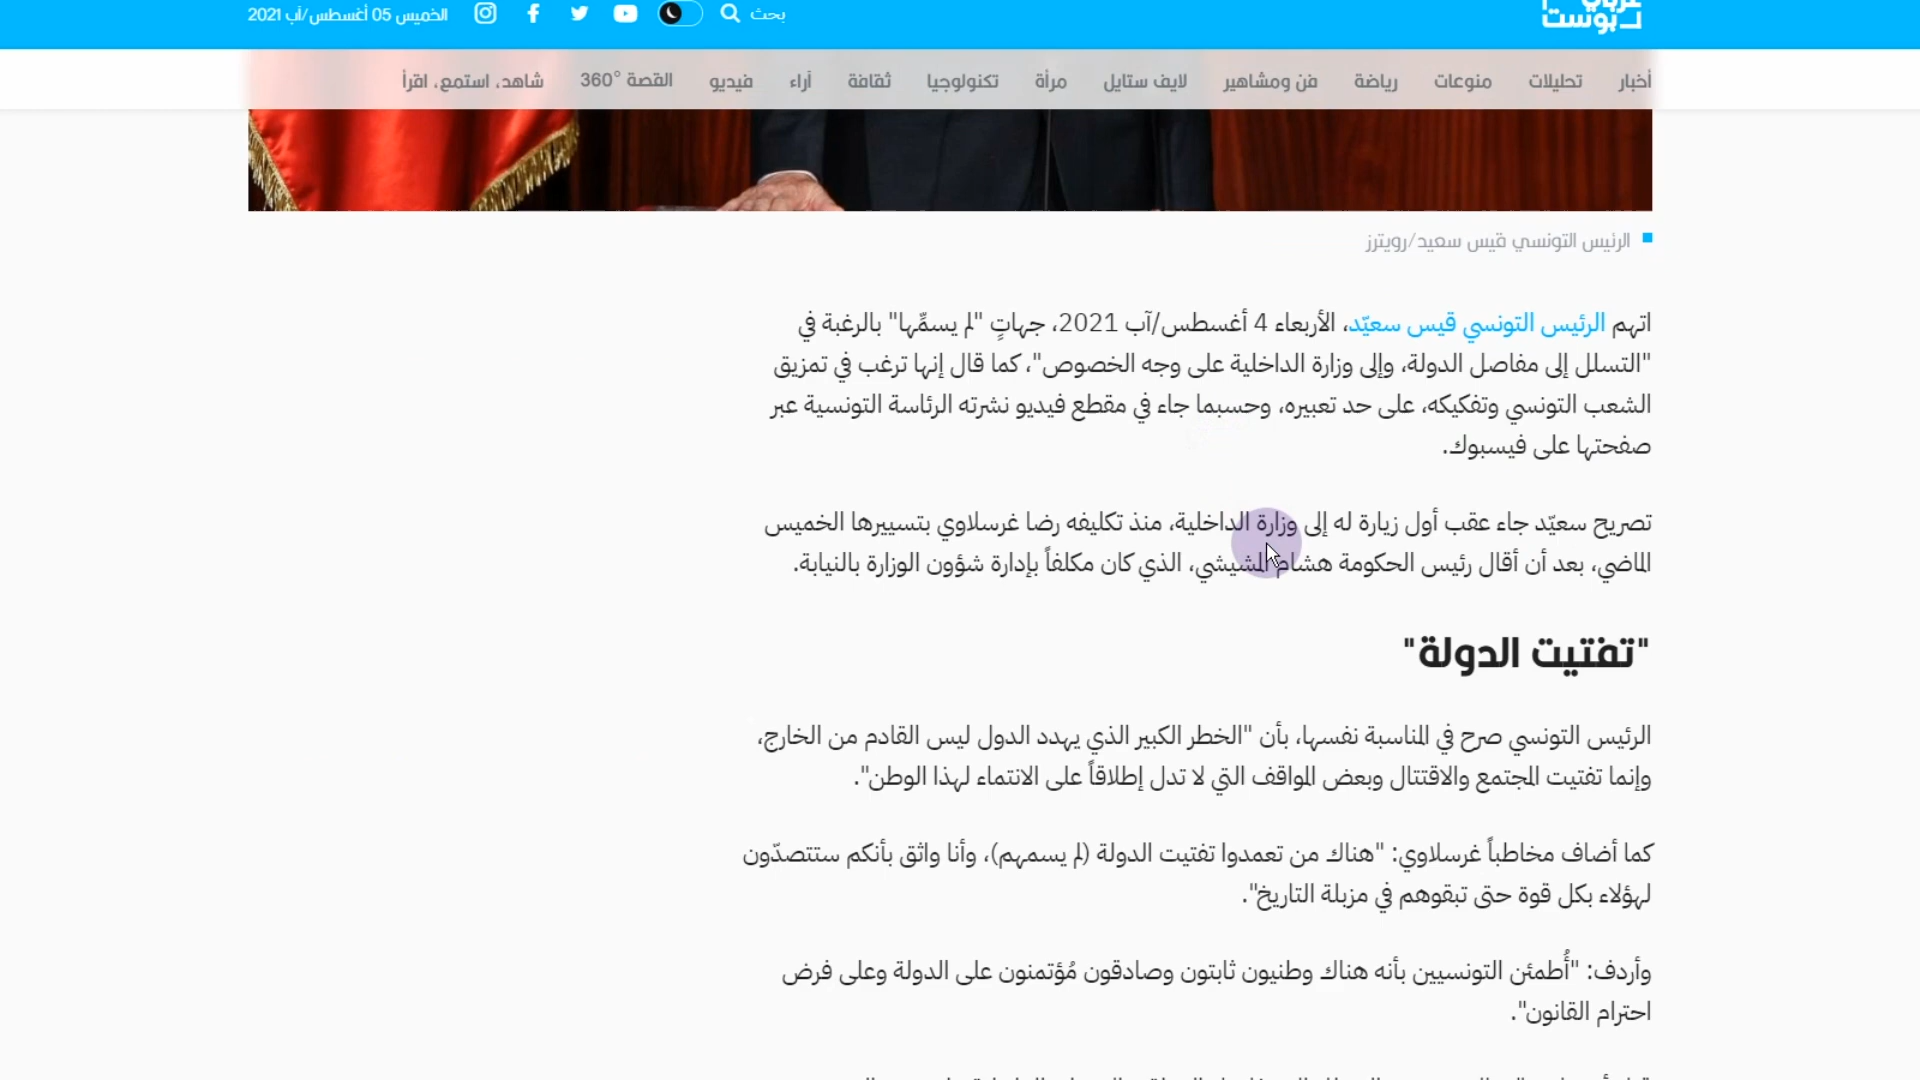 عربي
بوست
بحث
الخميس 05 أغسطس/آب 2021
أخبار
تحليلات
منوعات
رياضة
فن ومشاهير
لايف ستايل
مرأة
تكنولوجيا
ثقافة
آراء
فيديو
القصة °360
شاهد، استمع، اقرأ
الرئيس التونسي قيس سعيد/رويترز
اتهم الرئيس التونسي قيس سعيّد، الأربعاء 4 أغسطس/آب 2021، جهاتٍ "لم يسمِّها" بالرغبة في
"التسلل إلى مفاصل الدولة، وإلى وزارة الداخلية على وجه الخصوص"، كما قال إنها ترغب في تمزيق
الشعب التونسي وتفكيكه، على حد تعبيره، وحسبما جاء في مقطع فيديو نشرته الرئاسة التونسية عبر
صفحتها على فيسبوك.
تصريح سعيّد جاء عقب أول زيارة له إلى وزارة الداخلية، منذ تكليفه رضا غرسلاوي بتسييرها الخميس
الماضي، بعد أن أقال رئيس الحكومة هشام المشيشي، الذي كان مكلفاً بإدارة شؤون الوزارة بالنيابة.
"تفتيت الدولة"
الرئيس التونسي صرح في المناسبة نفسها، بأن "الخطر الكبير الذي يهدد الدول ليس القادم من الخارج،
وإنما تفتيت المجتمع والاقتتال وبعض المواقف التي لا تدل إطلاقاً على الانتماء لهذا الوطن".
كما أضاف مخاطباً غرسلاوي: "هناك من تعمدوا تفتيت الدولة (لم يسمهم)، وأنا واثق بأنكم ستتصدّون
لهؤلاء بكل قوة حتى تبقوهم في مزبلة التاريخ".
وأردف: "أُطمئن التونسيين بأنه هناك وطنيون ثابتون وصادقون مُؤتمنون على الدولة وعلى فرض
احترام القانون".